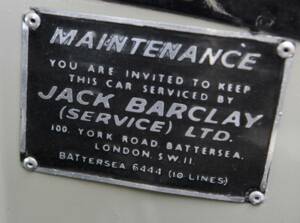 MAINTENANCE
YOU ARE INVITED TO KEEP
THIS CAR SERVICED BY
JACK BARCLAY
(SERVICE) LTD.
100, YORK ROAD, BATTERSEA,
LONDON, S.W.11.
BATTERSEA 6444 (10 LINES)